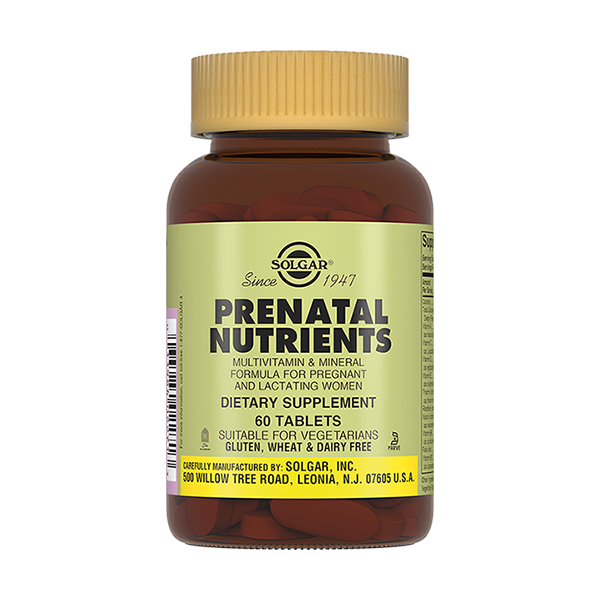 SOLGAR®
Since 1947
PRENATAL
NUTRIENTS
MULTIVITAMIN & MINERAL
FORMULA FOR PREGNANT
AND LACTATING WOMEN
DIETARY SUPPLEMENT
60 TABLETS
SUITABLE FOR VEGETARIANS
GLUTEN, WHEAT & DAIRY FREE
PARVE
CAREFULLY MANUFACTURED BY: SOLGAR, INC.
500 WILLOW TREE ROAD, LEONIA, N.J. 07605 U.S.A.